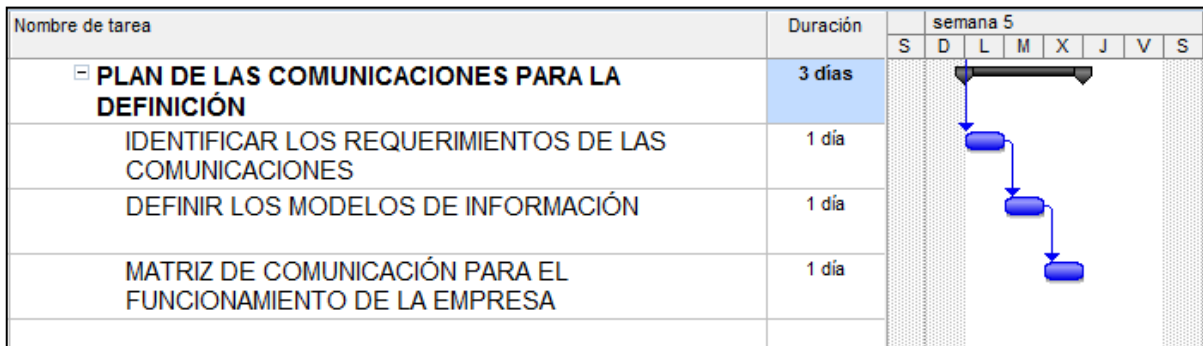 Nombre de tarea Duración semana 5
S D L M X J V S
PLAN DE LAS COMUNICACIONES PARA LA 3 días
DEFINICIÓN
IDENTIFICAR LOS REQUERIMIENTOS DE LAS 1 día
COMUNICACIONES
DEFINIR LOS MODELOS DE INFORMACIÓN 1 día
MATRIZ DE COMUNICACIÓN PARA EL 1 día
FUNCIONAMIENTO DE LA EMPRESA